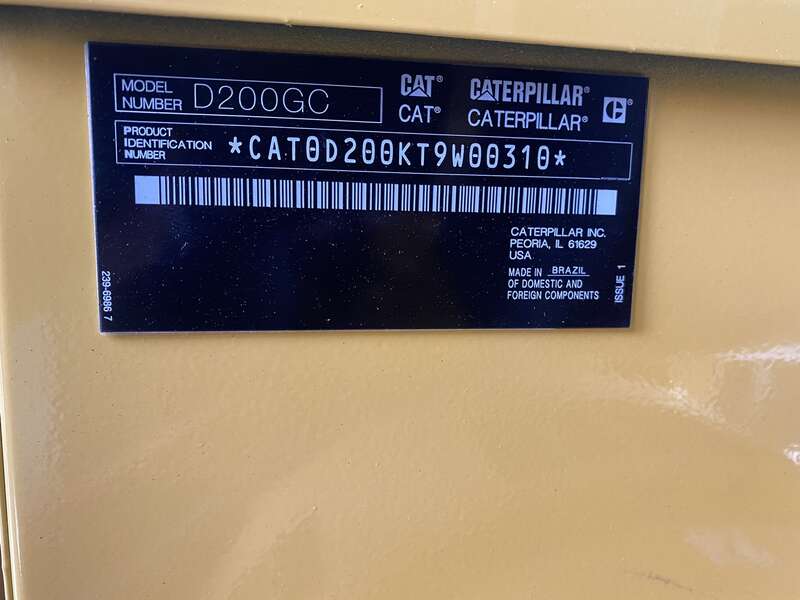 MODEL NUMBER D200GC
CAT® CATERPILLAR®
CAT® CATERPILLAR®
PRODUCT IDENTIFICATION NUMBER *CAT0D200KT9W00310*
CATERPILLAR INC.
PEORIA, IL 61629
USA
MADE IN BRAZIL
OF DOMESTIC AND
FOREIGN COMPONENTS
239-6986 7
ISSUE 1